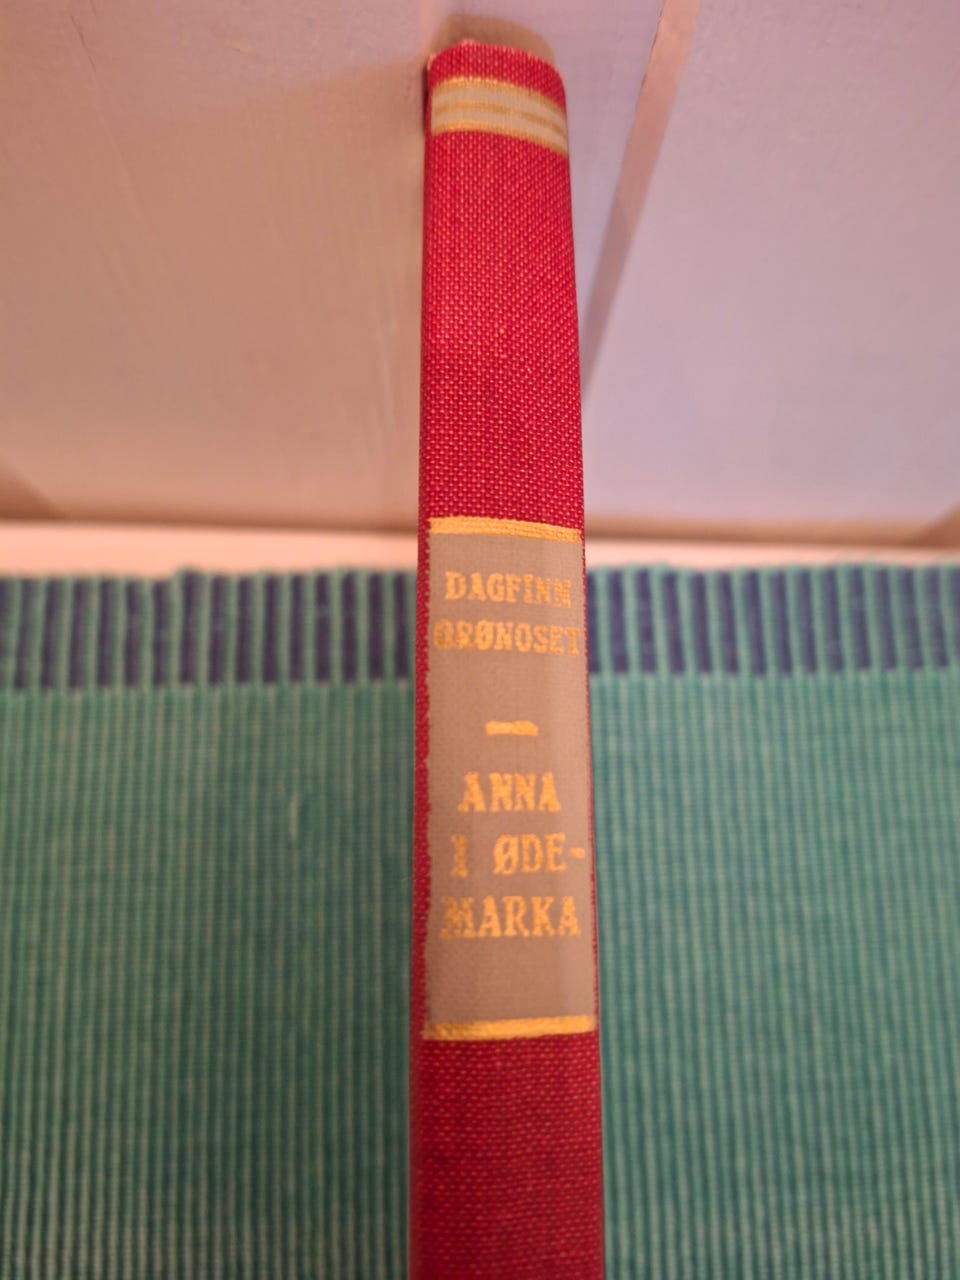 DAGFINN
GRØNOSET
—
ANNA
I ØDE-
MARKA